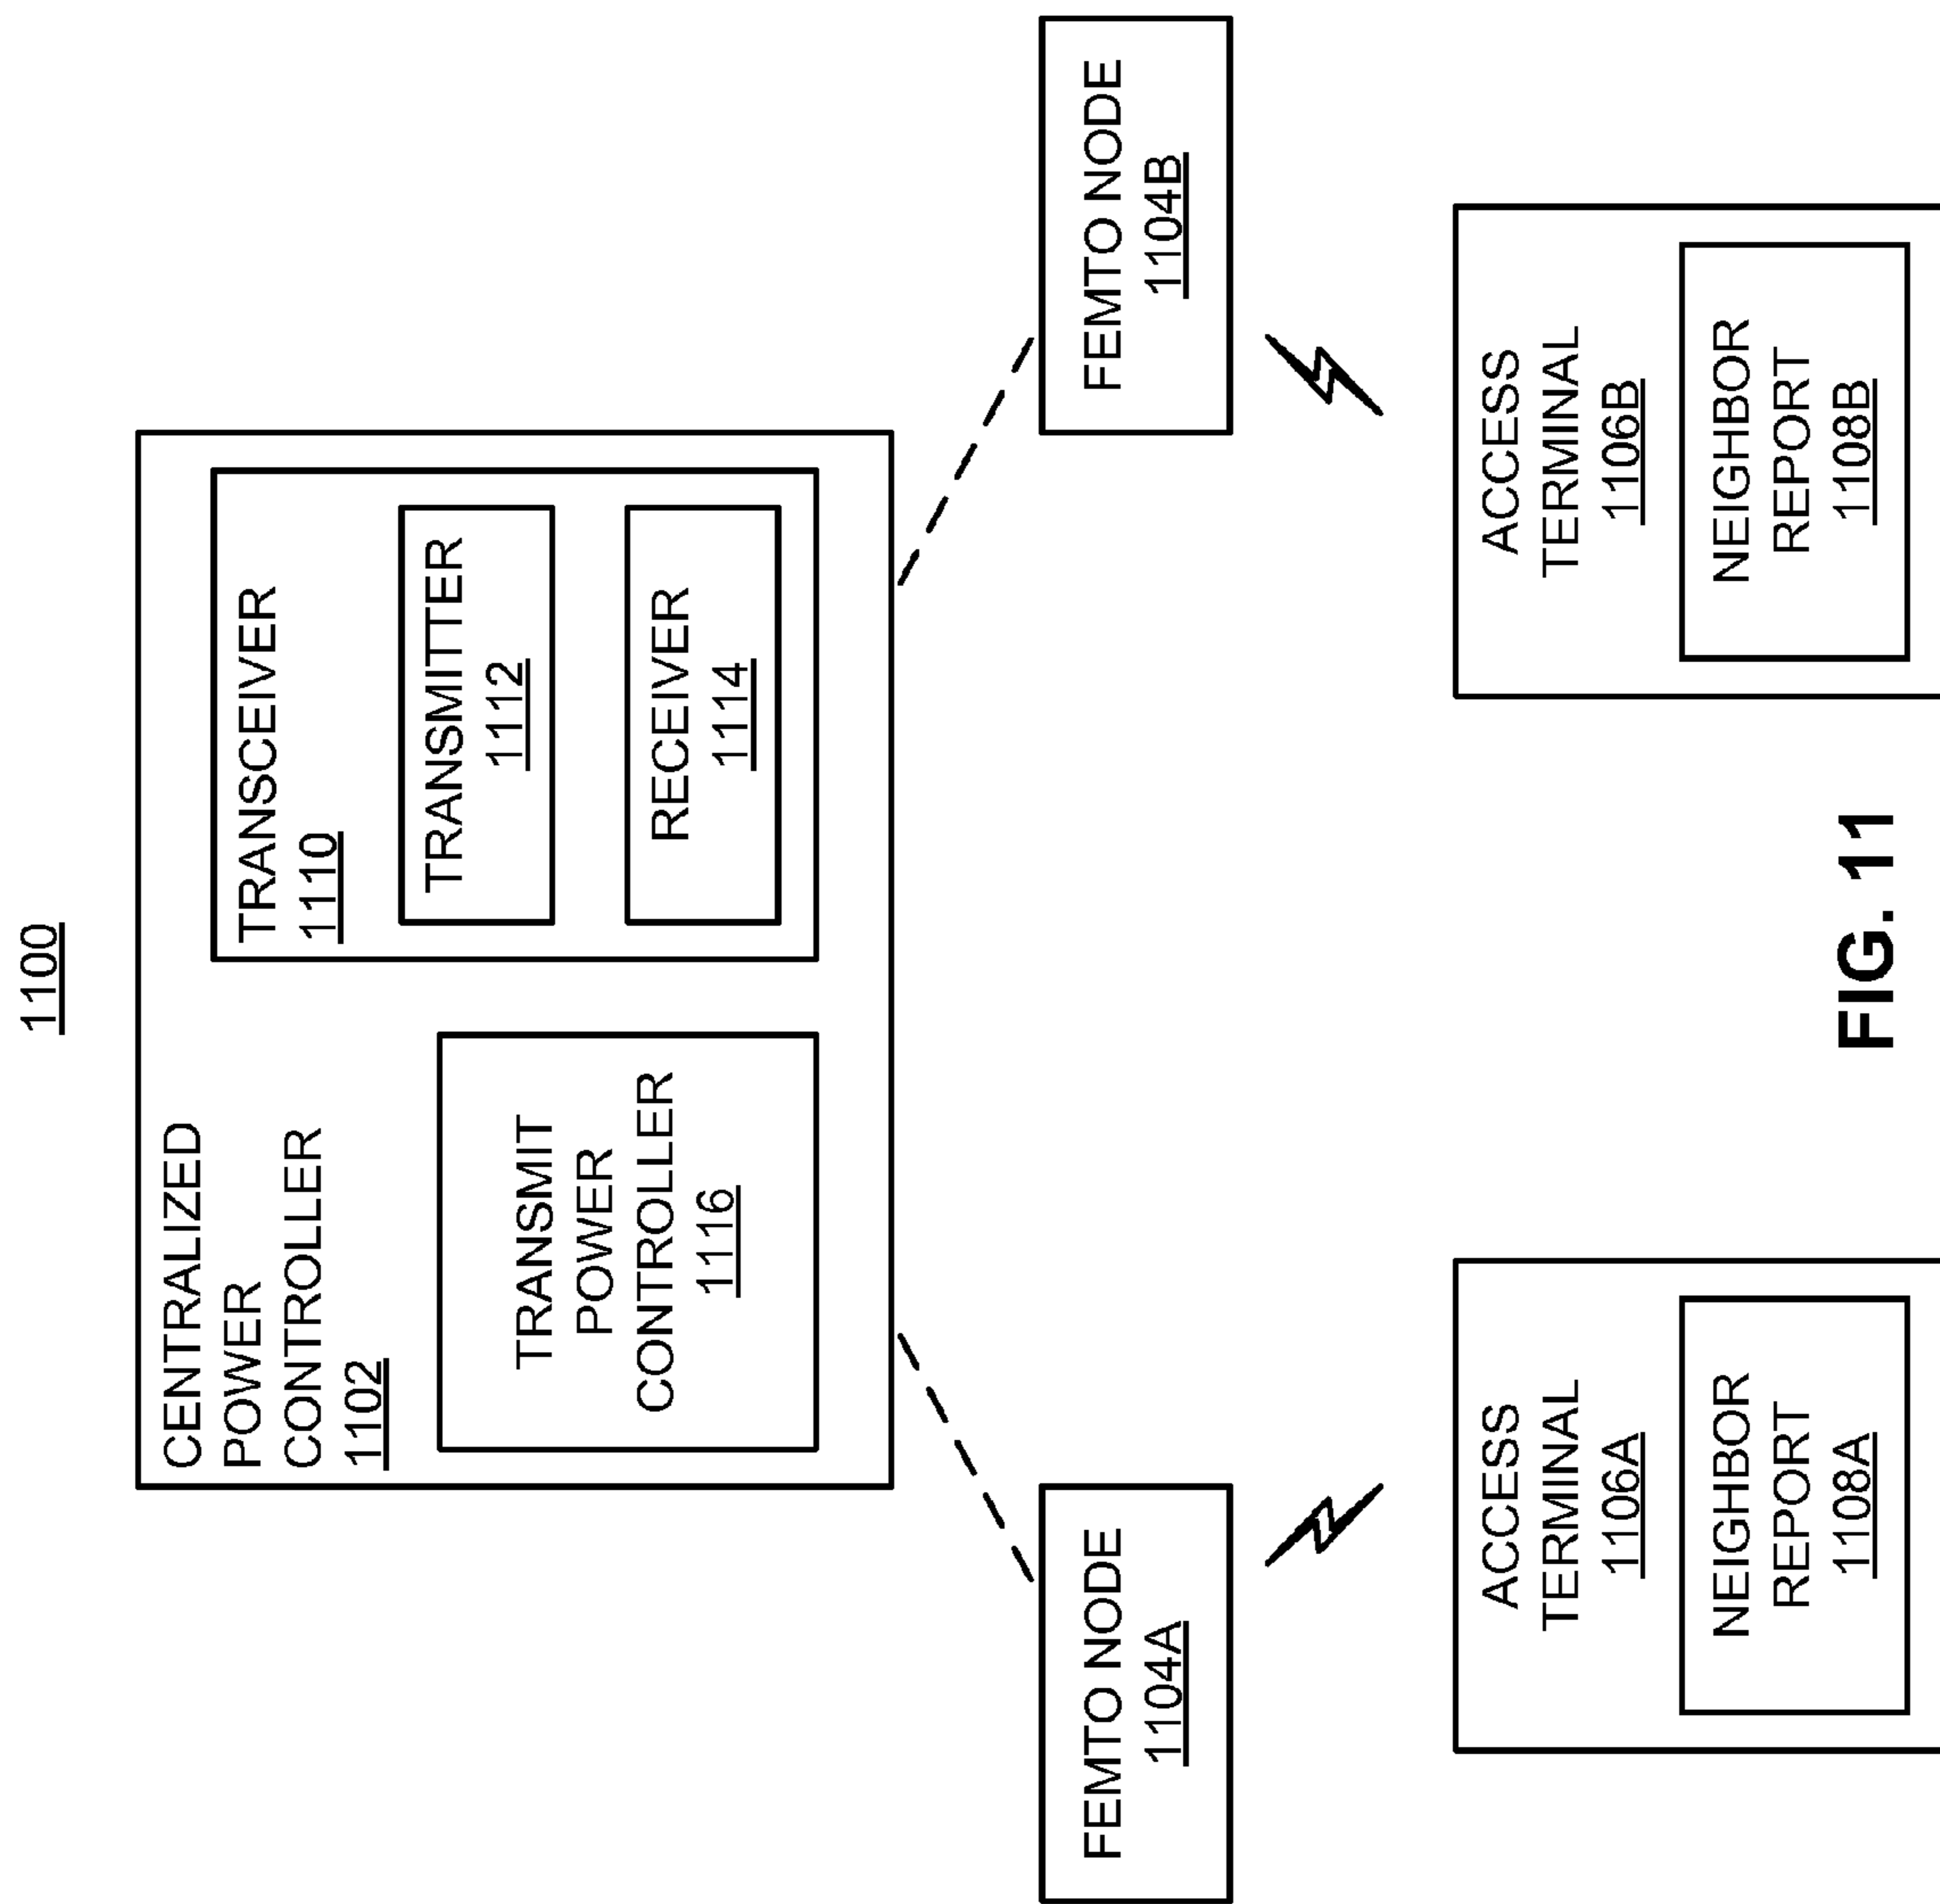 1100
CENTRALIZED
POWER
CONTROLLER
1102
TRANSMIT
POWER
CONTROLLER
1116
TRANSCEIVER
1110
TRANSMITTER
1112
RECEIVER
1114
FEMTO NODE
1104A
FEMTO NODE
1104B
ACCESS
TERMINAL
1106A
NEIGHBOR
REPORT
1108A
ACCESS
TERMINAL
1106B
NEIGHBOR
REPORT
1108B
FIG. 11